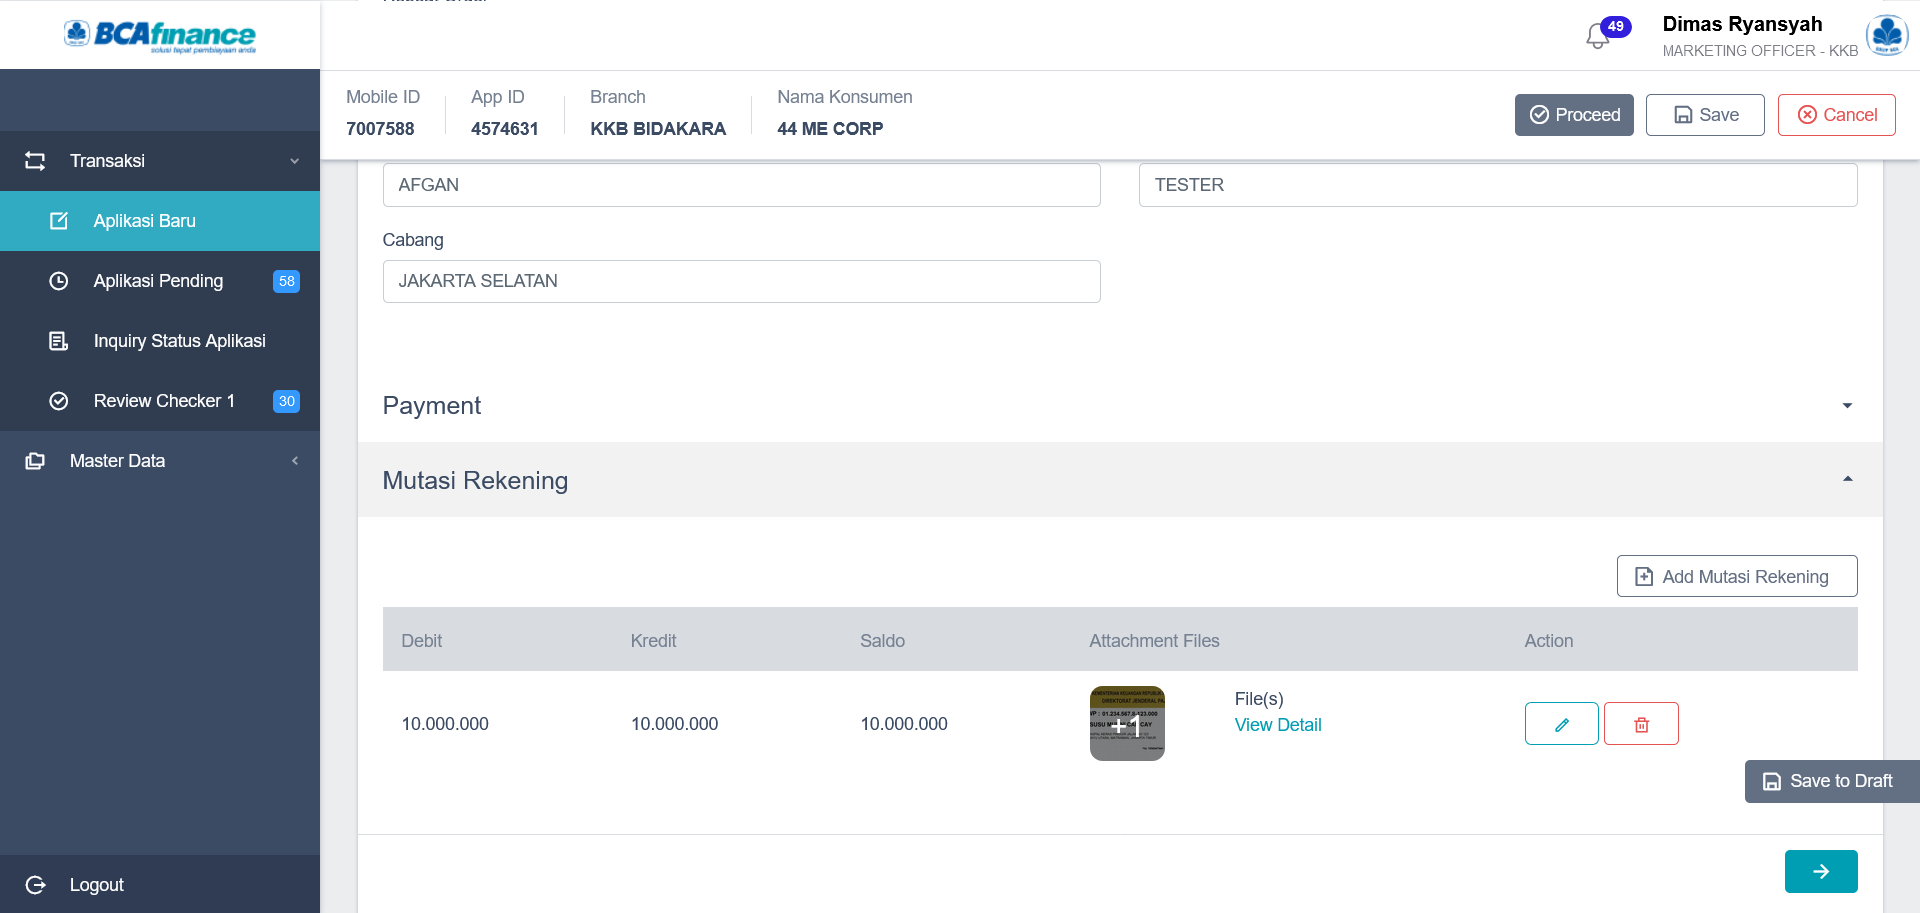 BCAfinance
solusi tepat pembiayaan anda
49
Dimas Ryansyah
MARKETING OFFICER - KKB
Mobile ID
7007588
App ID
4574631
Branch
KKB BIDAKARA
Nama Konsumen
44 ME CORP
Proceed
Save
Cancel
Transaksi
Aplikasi Baru
Aplikasi Pending
58
Inquiry Status Aplikasi
Review Checker 1
30
Master Data
Logout
AFGAN
TESTER
Cabang
JAKARTA SELATAN
Payment
Mutasi Rekening
Add Mutasi Rekening
Debit
Kredit
Saldo
Attachment Files
Action
10.000.000
10.000.000
10.000.000
+1
File(s)
View Detail
Save to Draft